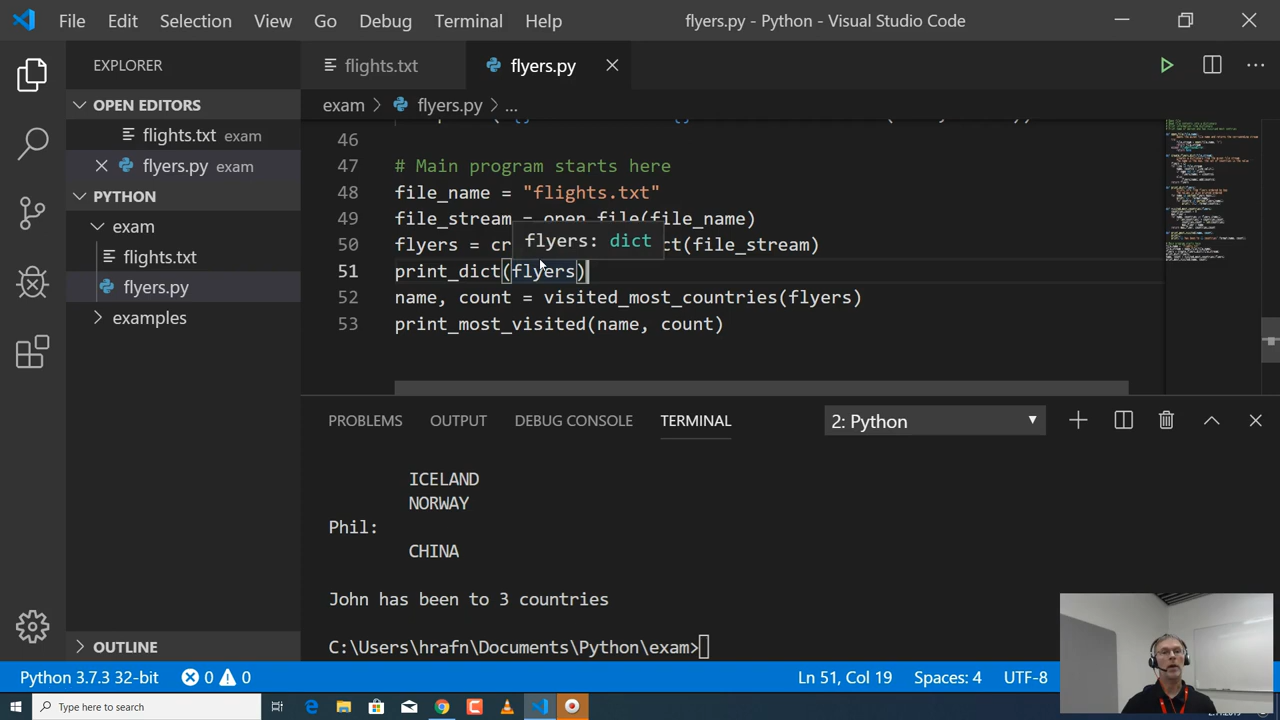 File Edit Selection View Go Debug Terminal Help flyers.py - Python - Visual Studio Code
EXPLORER
flights.txt
flyers.py
OPEN EDITORS
flights.txt exam
flyers.py exam
PYTHON
exam
flights.txt
flyers.py
examples
OUTLINE
exam > flyers.py > ...
46
47 # Main program starts here
48 file_name = "flights.txt"
49 file_stream = open_file(file_name)
flyers: dict
50 flyers = cr ct(file_stream)
51 print_dict(flyers)
52 name, count = visited_most_countries(flyers)
53 print_most_visited(name, count)
PROBLEMS OUTPUT DEBUG CONSOLE TERMINAL 2: Python
ICELAND
NORWAY
Phil:
CHINA
John has been to 3 countries
C:\Users\hrafn\Documents\Python\exam>
Python 3.7.3 32-bit 0 0 Ln 51, Col 19 Spaces: 4 UTF-8
Type here to search